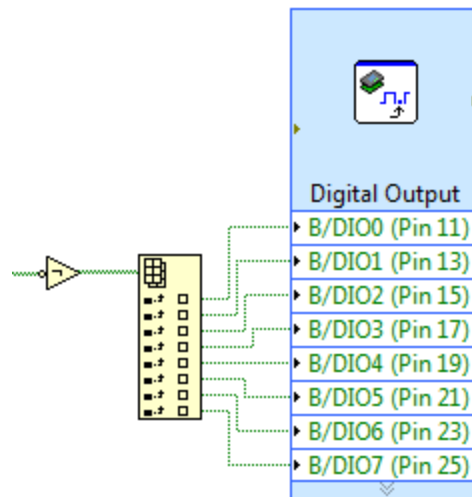 Digital Output
B/DIO0 (Pin 11)
B/DIO1 (Pin 13)
B/DIO2 (Pin 15)
B/DIO3 (Pin 17)
B/DIO4 (Pin 19)
B/DIO5 (Pin 21)
B/DIO6 (Pin 23)
B/DIO7 (Pin 25)